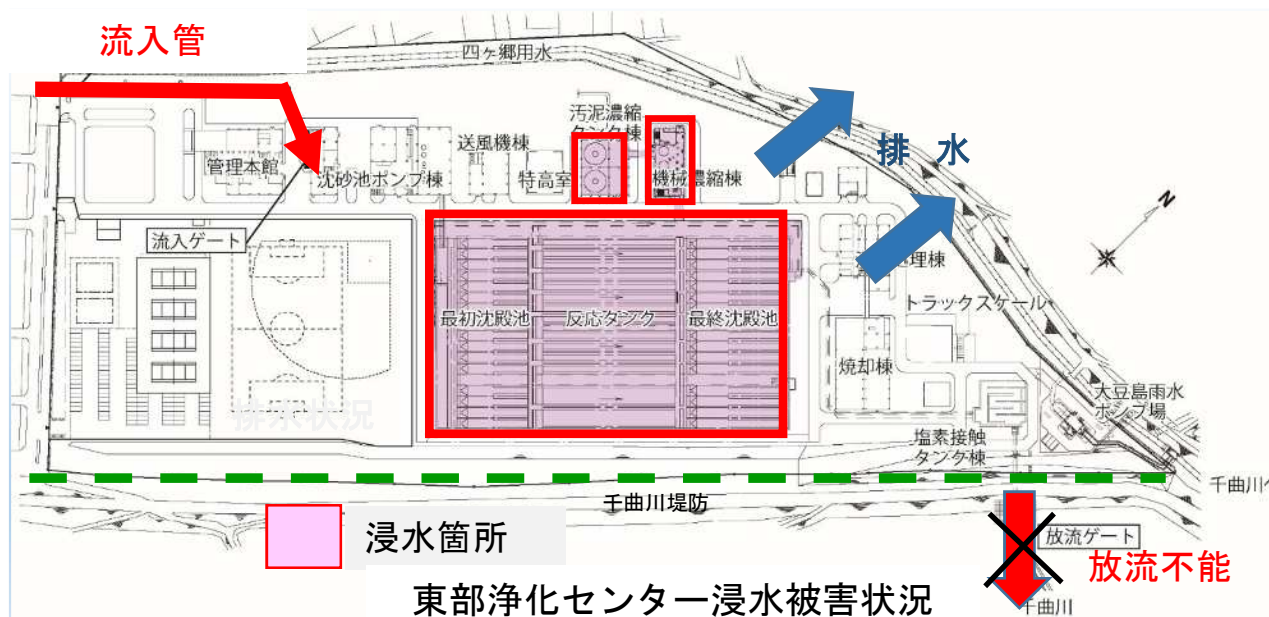 流入管
四ヶ郷用水
汚泥濃縮
タンク棟
排 水
送風機棟
管理本館
沈砂池ポンプ棟
特高室
機械濃縮棟
N
流入ゲート
理棟
トラックスケール
最初沈殿池
反応タンク
最終沈殿池
焼却棟
大豆島雨水
ポンプ場
排水状況
塩素接触
タンク棟
千曲川
千曲川堤防
浸水箇所
放流ゲート
放流不能
東部浄化センター浸水被害状況
千曲川